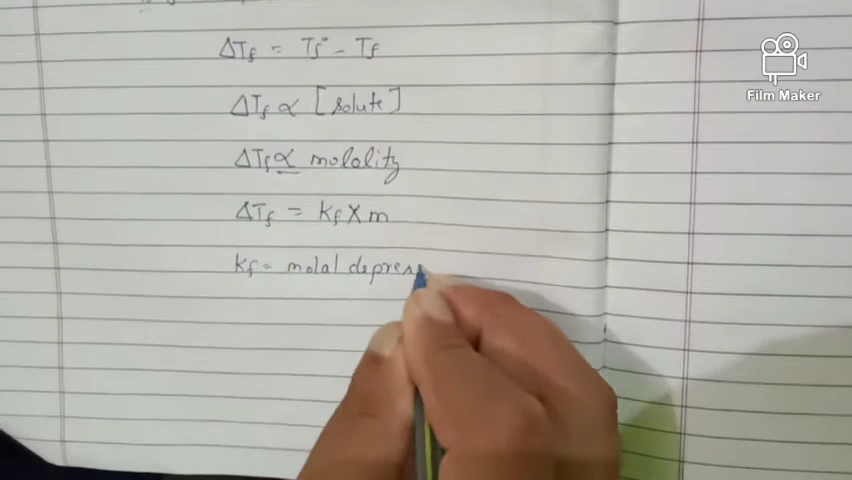 ΔTf = Tf° - Tf
ΔTf ∝ [solute]
ΔTf ∝ molality
ΔTf = kf X m
kf = molal depres
Film Maker